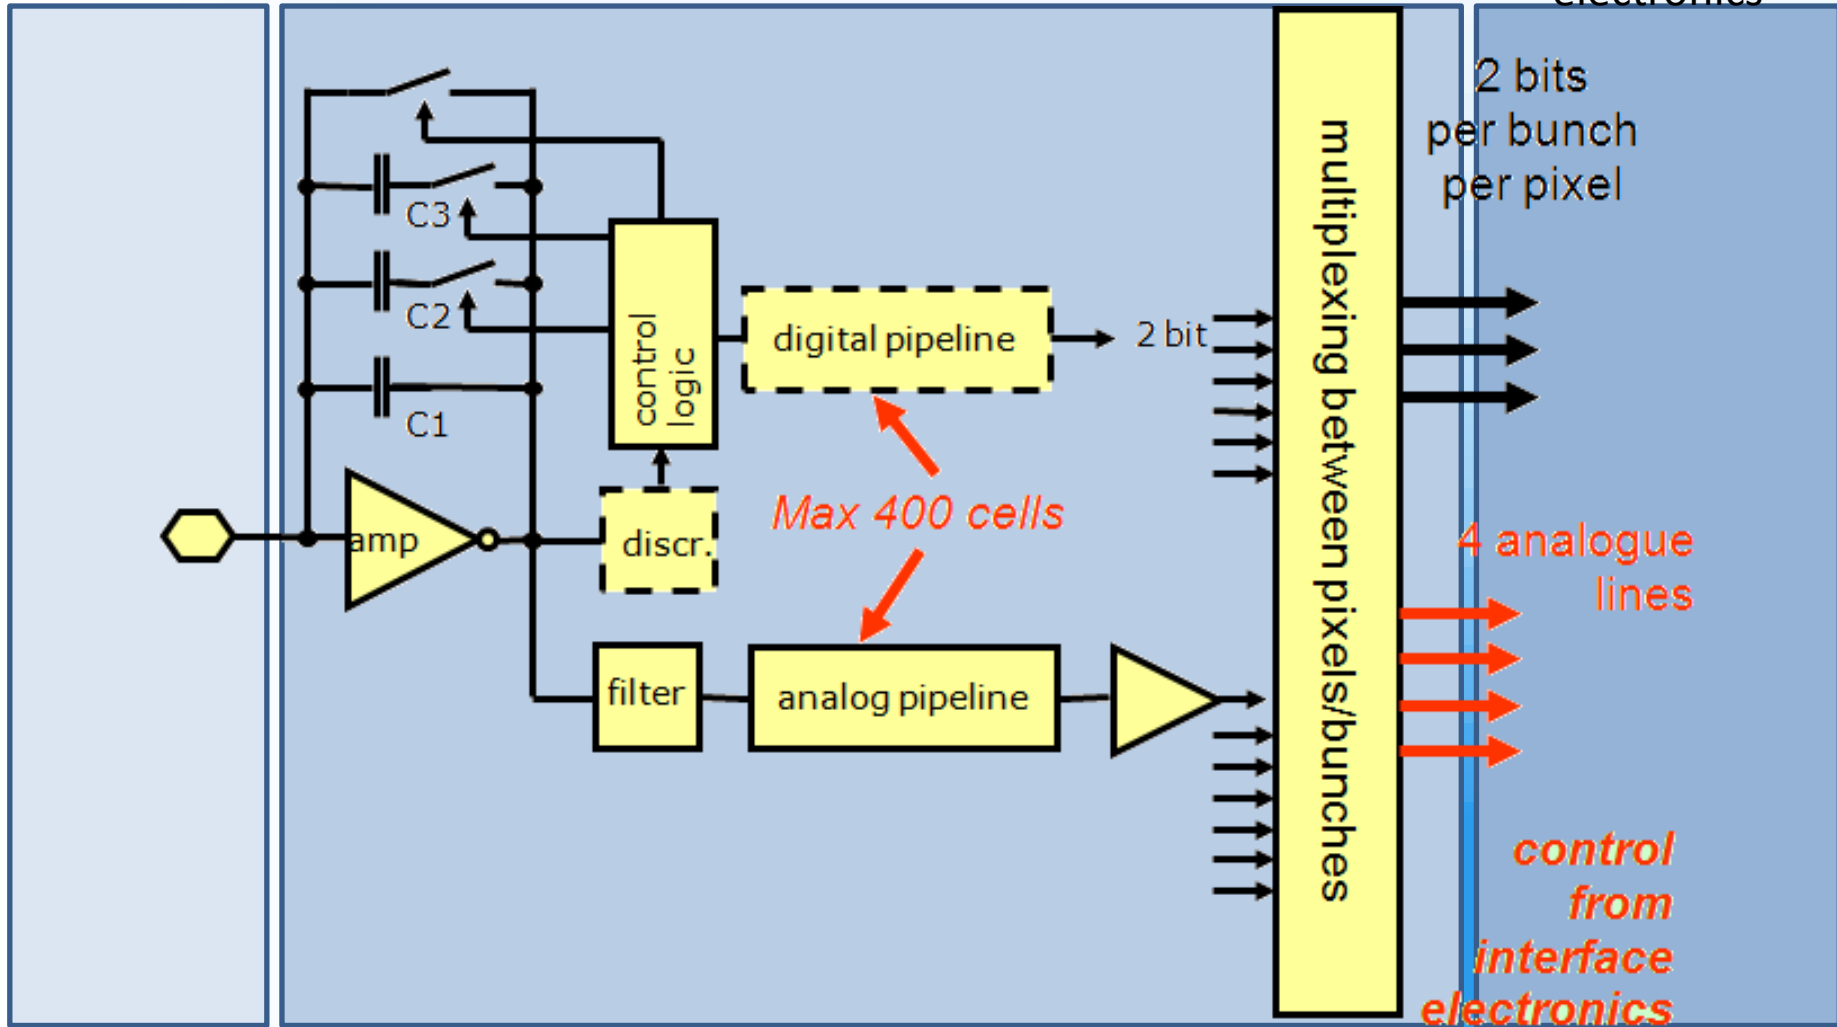 electronics
2 bits
per bunch
per pixel
C3
C2
C1
control
logic
digital pipeline
2 bit
multiplexing between pixels/bunches
amp
discr.
Max 400 cells
4 analogue
lines
filter
analog pipeline
control
from
interface
electronics